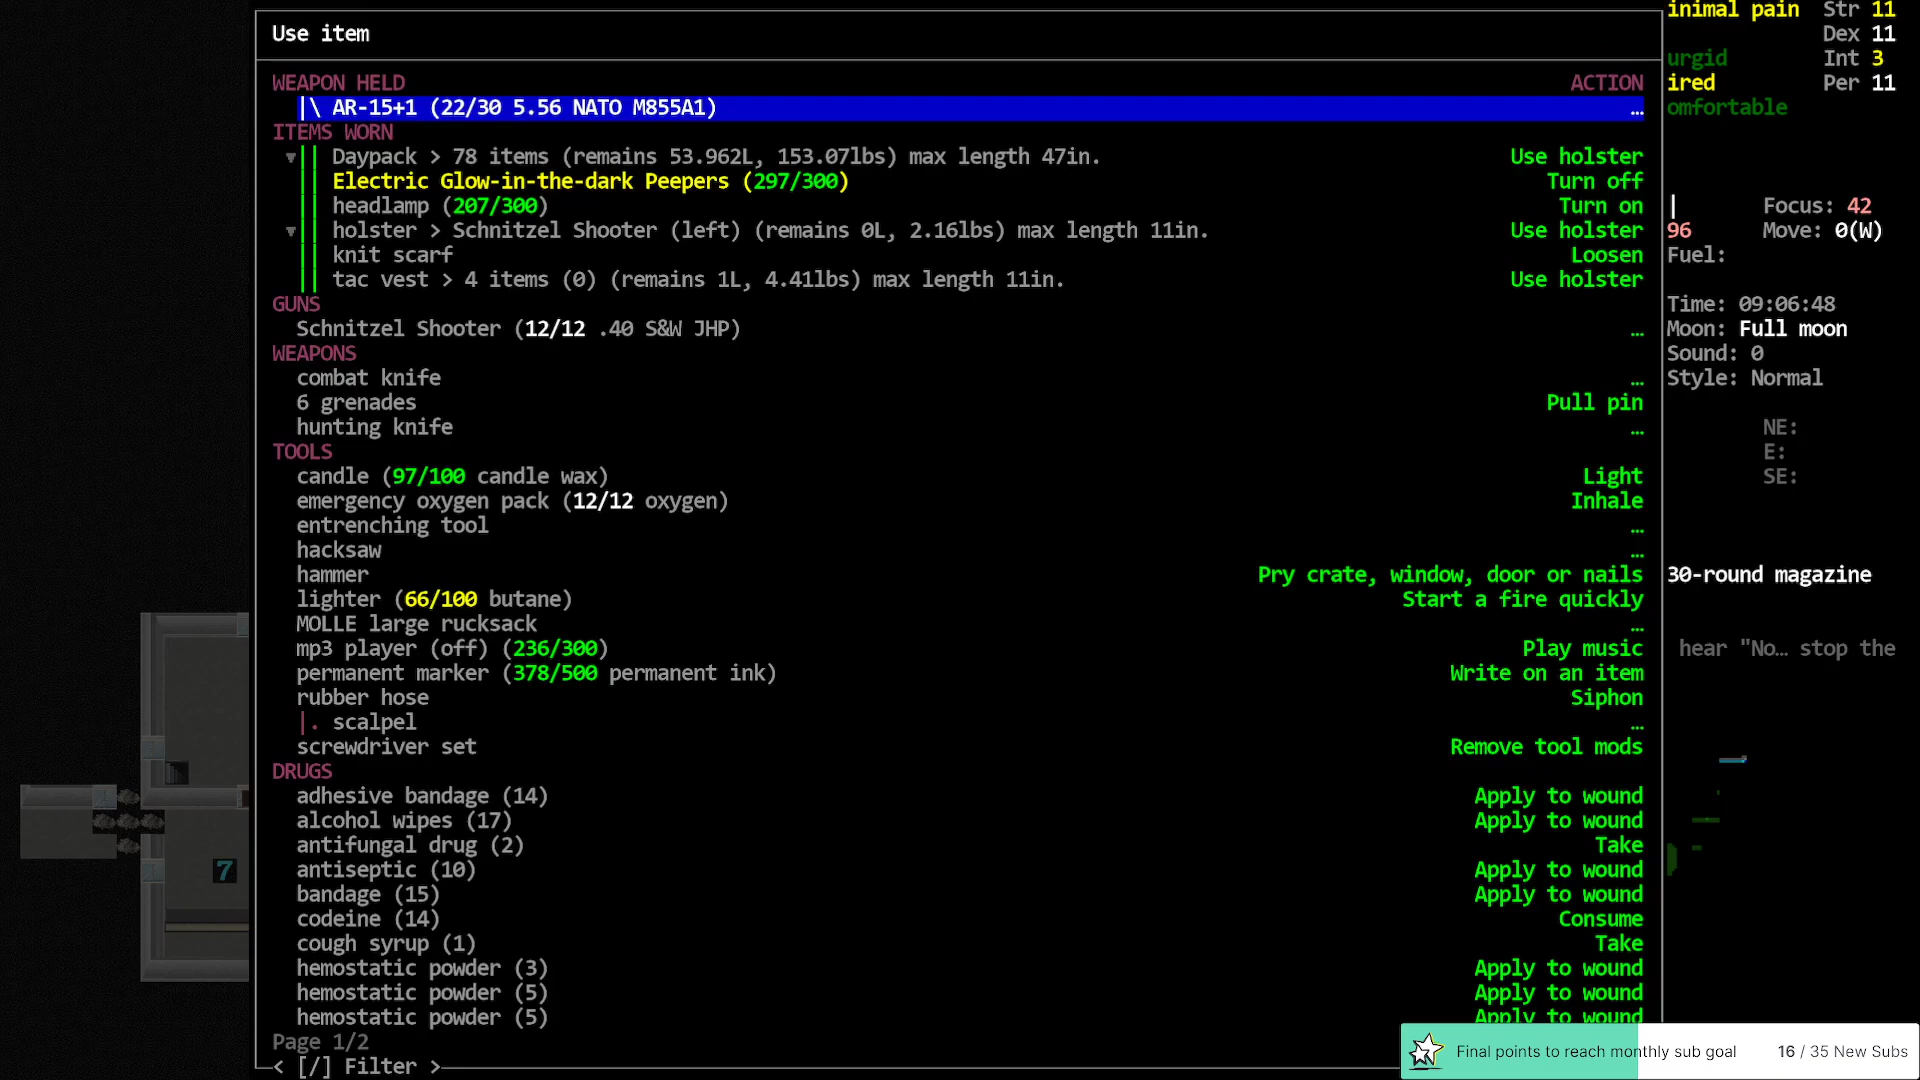 Use item
WEAPON HELD ACTION
|\ AR-15+1 (22/30 5.56 NATO M855A1) …
ITEMS WORN
Daypack > 78 items (remains 53.962L, 153.07lbs) max length 47in. Use holster
Electric Glow-in-the-dark Peepers (297/300) Turn off
headlamp (207/300) Turn on
holster > Schnitzel Shooter (left) (remains 0L, 2.16lbs) max length 11in. Use holster
knit scarf Loosen
tac vest > 4 items (0) (remains 1L, 4.41lbs) max length 11in. Use holster
GUNS
Schnitzel Shooter (12/12 .40 S&W JHP) …
WEAPONS
combat knife …
6 grenades Pull pin
hunting knife …
TOOLS
candle (97/100 candle wax) Light
emergency oxygen pack (12/12 oxygen) Inhale
entrenching tool …
hacksaw …
hammer Pry crate, window, door or nails
lighter (66/100 butane) Start a fire quickly
MOLLE large rucksack …
mp3 player (off) (236/300) Play music
permanent marker (378/500 permanent ink) Write on an item
rubber hose Siphon
|. scalpel …
screwdriver set Remove tool mods
DRUGS
adhesive bandage (14) Apply to wound
alcohol wipes (17) Apply to wound
antifungal drug (2) Take
antiseptic (10) Apply to wound
bandage (15) Apply to wound
codeine (14) Consume
cough syrup (1) Take
hemostatic powder (3) Apply to wound
hemostatic powder (5) Apply to wound
hemostatic powder (5) Apply to wound
Page 1/2
< [/] Filter >
inimal pain Str 11
Dex 11
urgid Int 3
ired Per 11
omfortable
| Focus: 42
96 Move: 0(W)
Fuel:
Time: 09:06:48
Moon: Full moon
Sound: 0
Style: Normal
NE:
E:
SE:
30-round magazine
hear "No… stop the
7
Final points to reach monthly sub goal 16 / 35 New Subs